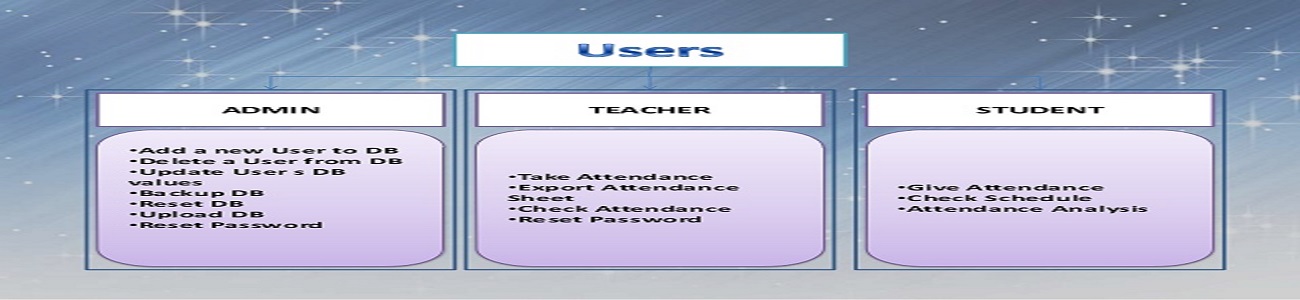 Users
ADMIN
•Add a new User to DB
•Delete a User from DB
•Update User s DB
values
•Backup DB
•Reset DB
•Upload DB
•Reset Password
TEACHER
•Take Attendance
•Export Attendance
Sheet
•Check Attendance
•Reset Password
STUDENT
•Give Attendance
•Check Schedule
•Attendance Analysis